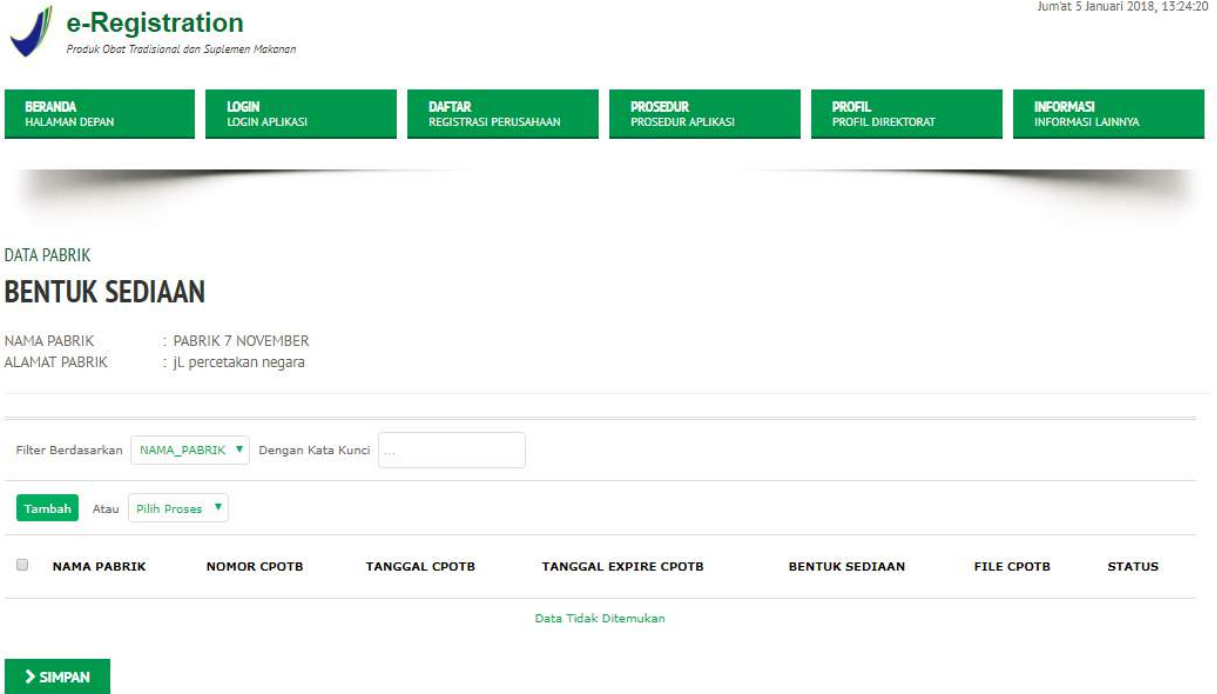 Jum'at 5 Januari 2018, 13:24:20
e-Registration
Produk Obat Tradisional dan Suplemen Makanan
BERANDA
HALAMAN DEPAN
LOGIN
LOGIN APLIKASI
DAFTAR
REGISTRASI PERUSAHAAN
PROSEDUR
PROSEDUR APLIKASI
PROFIL
PROFIL DIREKTORAT
INFORMASI
INFORMASI LAINNYA
DATA PABRIK
BENTUK SEDIAAN
NAMA PABRIK : PABRIK 7 NOVEMBER
ALAMAT PABRIK : jl. percetakan negara
Filter Berdasarkan NAMA_PABRIK Dengan Kata Kunci ...
Tambah Atau Pilih Proses
NAMA PABRIK NOMOR CPOTB TANGGAL CPOTB TANGGAL EXPIRE CPOTB BENTUK SEDIAAN FILE CPOTB STATUS
Data Tidak Ditemukan
SIMPAN